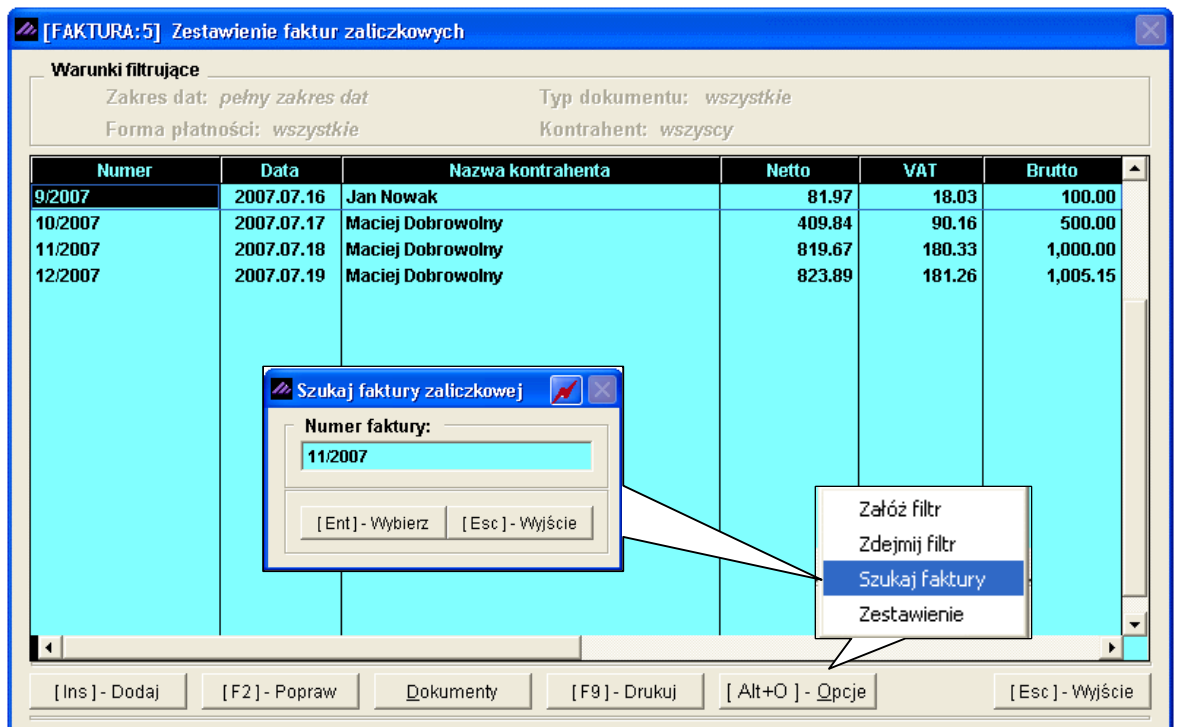 [FAKTURA:5] Zestawienie faktur zaliczkowych
Warunki filtrujące
Zakres dat: pełny zakres dat Typ dokumentu: wszystkie
Forma płatności: wszystkie Kontrahent: wszyscy
Numer Data Nazwa kontrahenta Netto VAT Brutto
9/2007 2007.07.16 Jan Nowak 81.97 18.03 100.00
10/2007 2007.07.17 Maciej Dobrowolny 409.84 90.16 500.00
11/2007 2007.07.18 Maciej Dobrowolny 819.67 180.33 1,000.00
12/2007 2007.07.19 Maciej Dobrowolny 823.89 181.26 1,005.15
Szukaj faktury zaliczkowej
Numer faktury:
11/2007
[Ent] - Wybierz [Esc] - Wyjście
Załóż filtr
Zdejmij filtr
Szukaj faktury
Zestawienie
[Ins] - Dodaj [F2] - Popraw Dokumenty [F9] - Drukuj [Alt+O] - Opcje [Esc] - Wyjście